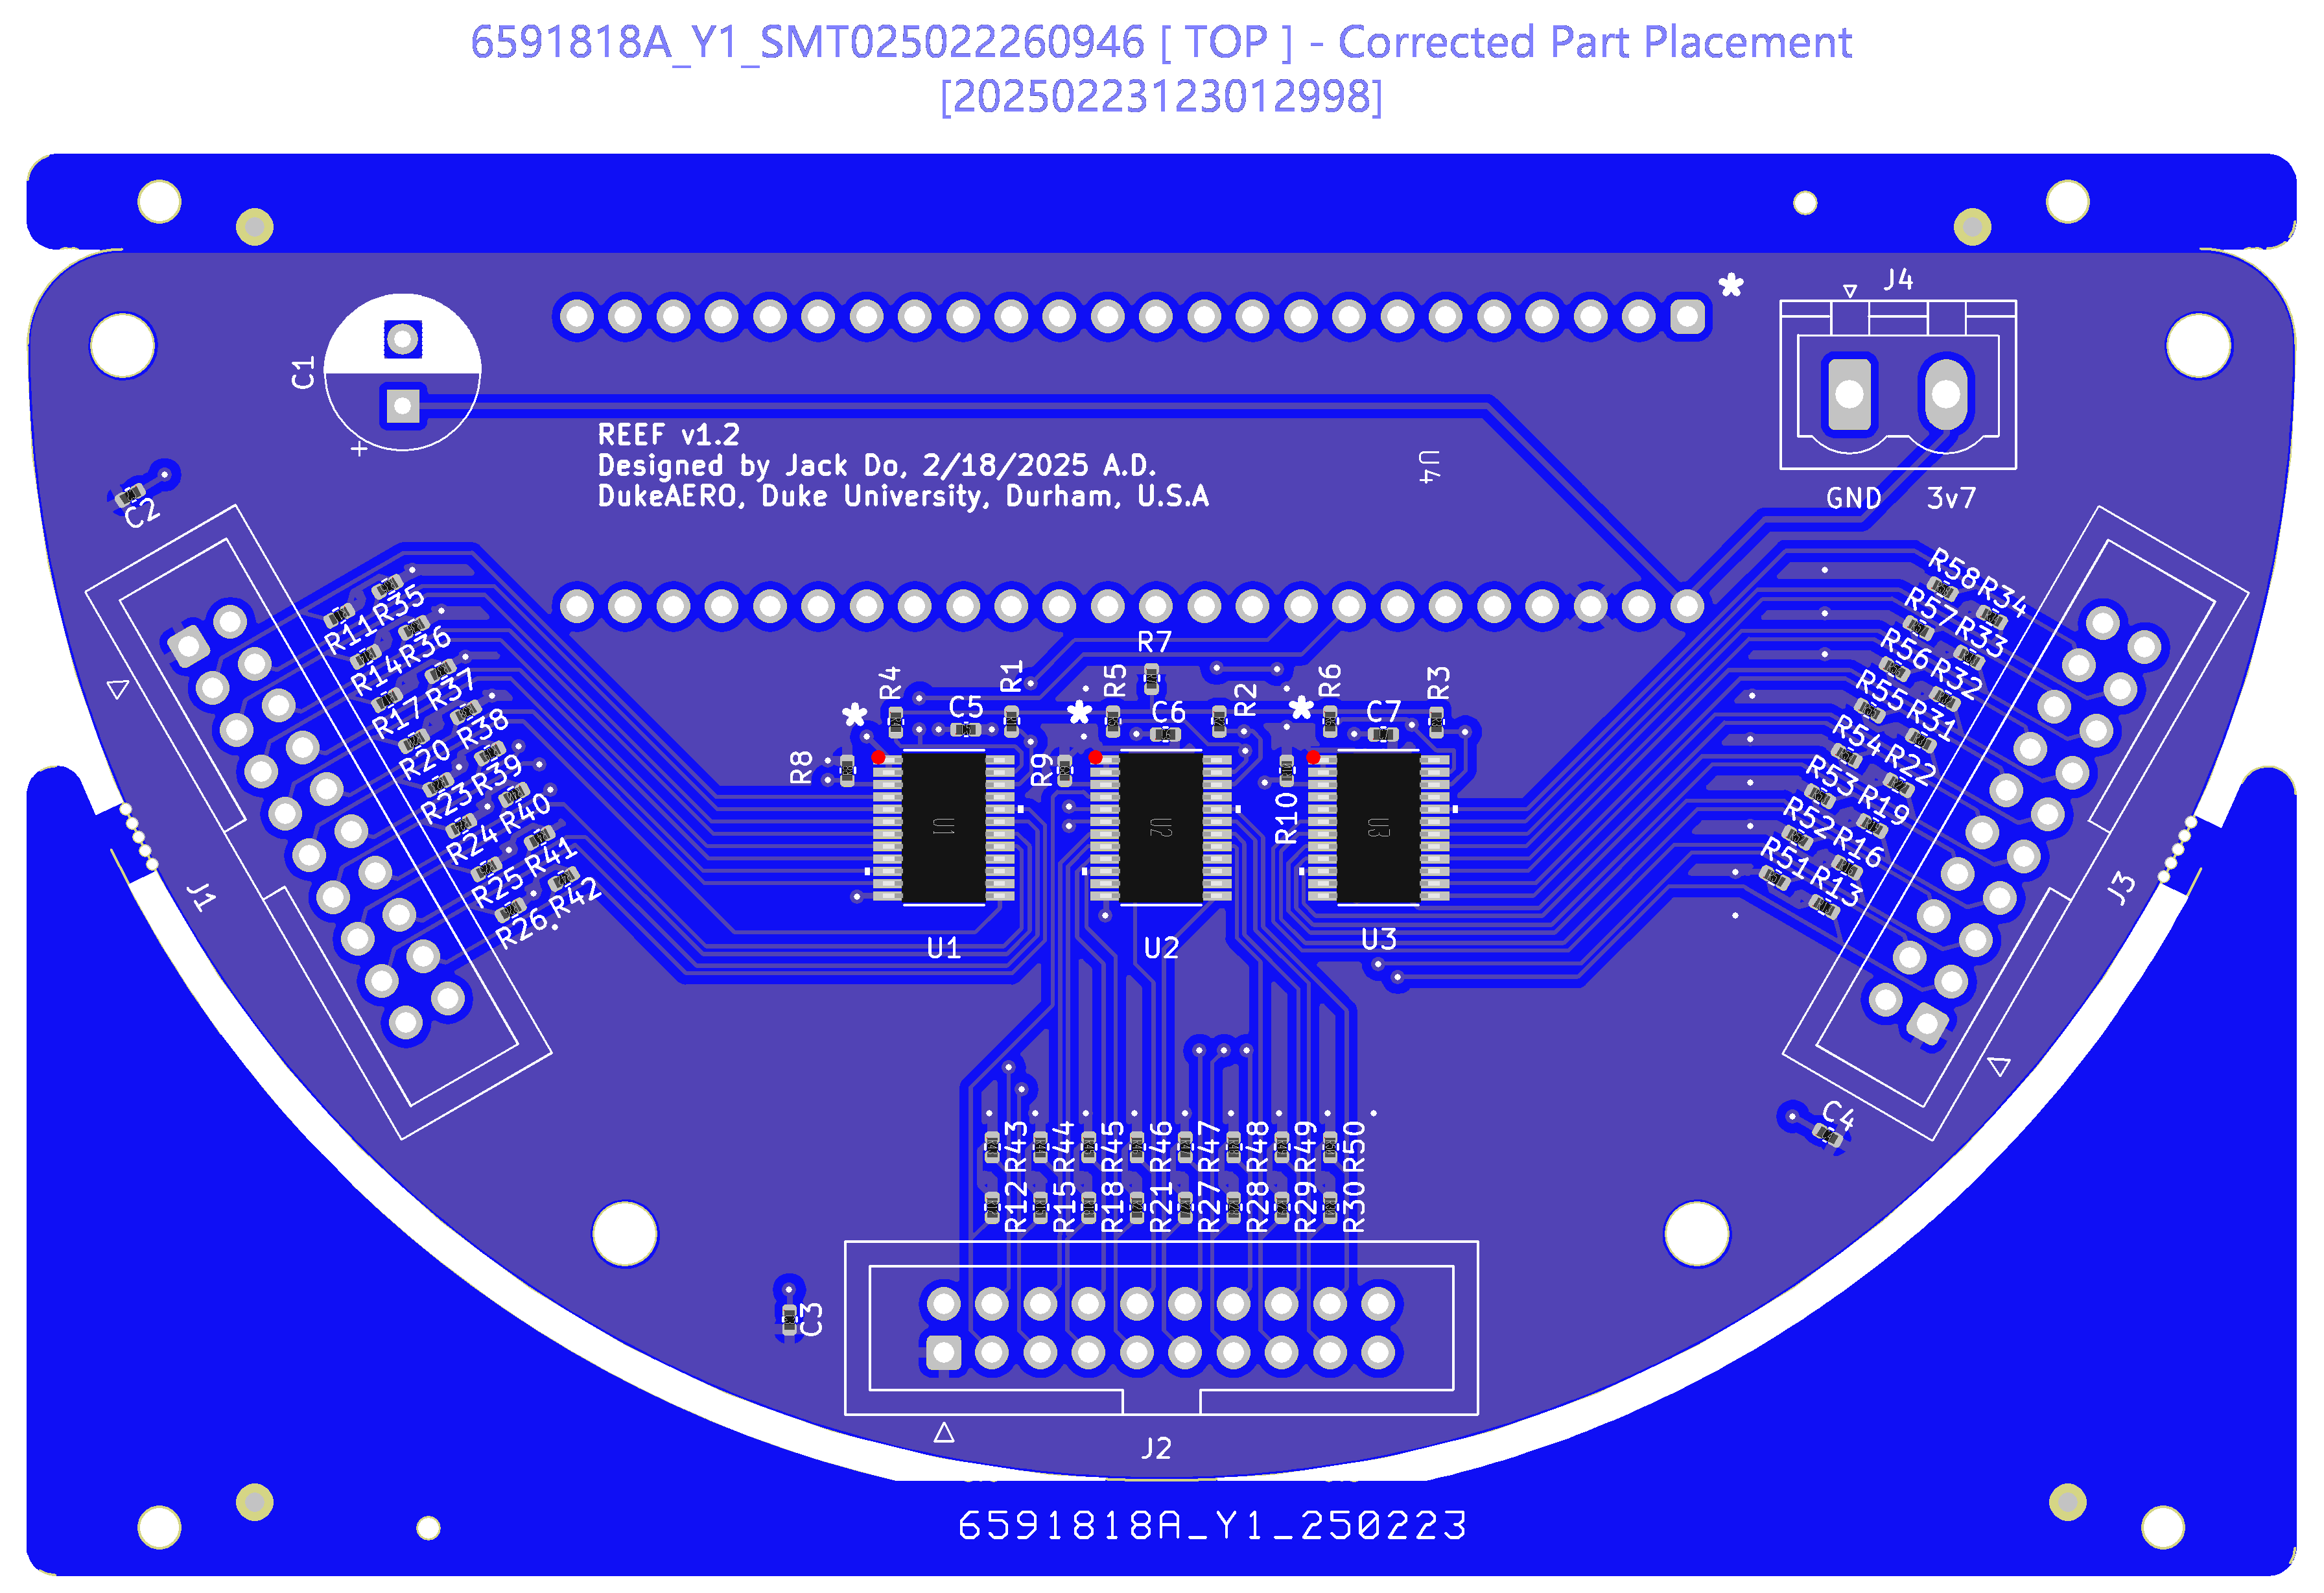 6591818A_Y1_SMT025022260946 [ TOP ] - Corrected Part Placement
[20250223123012998]
J4
C1
+
REEF v1.2
Designed by Jack Do, 2/18/2025 A.D.
DukeAERO, Duke University, Durham, U.S.A
U4
GND 3v7
C2
R11 R35
R14 R36
R17 R37
R20 R38
R23 R39
R24 R40
R25 R41
R26 R42
J1
R58 R34
R57 R33
R56 R32
R55 R31
R54 R22
R53 R19
R52 R16
R51 R13
J3
R7
R4 R1 R5 R2 R6 R3
C5 C6 C7
R8 R9 R10
U1 U2 U3
U1 U2 U3
C4
R43 R44 R45 R46 R47 R48 R49 R50
R12 R15 R18 R21 R27 R28 R29 R30
C3
J2
6591818A_Y1_250223